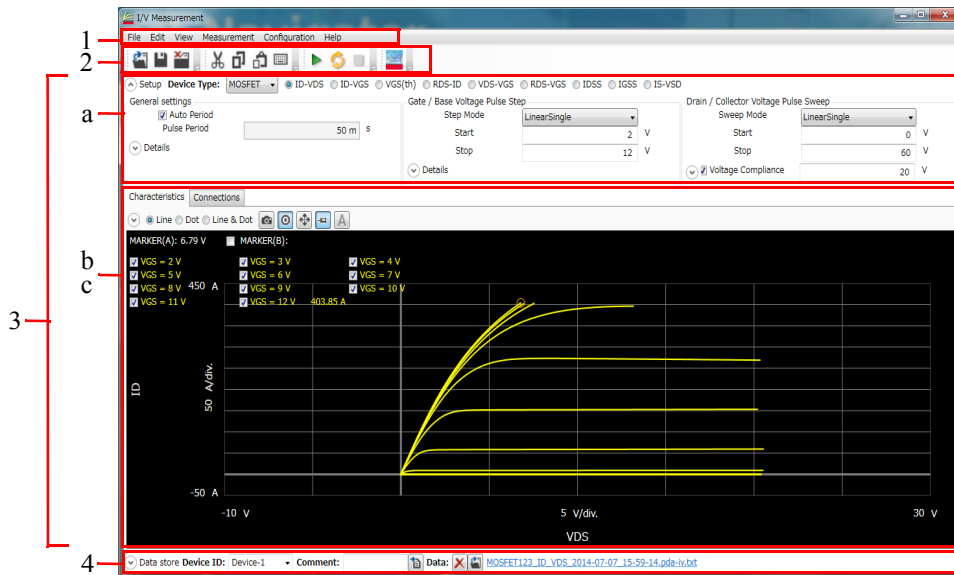 I/V Measurement
1
File Edit View Measurement Configuration Help
2
3
a
Setup Device Type: MOSFET ID-VDS ID-VGS VGS(th) RDS-ID VDS-VGS RDS-VGS IDSS IGSS IS-VSD
General settings
Auto Period
Pulse Period 50 m s
Details
Gate / Base Voltage Pulse Step
Step Mode LinearSingle
Start 2 V
Stop 12 V
Details
Drain / Collector Voltage Pulse Sweep
Sweep Mode LinearSingle
Start 0 V
Stop 60 V
Voltage Compliance 20 V
b
c
Characteristics Connections
Line Dot Line & Dot A
MARKER(A): 6.79 V MARKER(B):
VGS = 2 V VGS = 3 V VGS = 4 V
VGS = 5 V VGS = 6 V VGS = 7 V
VGS = 8 V VGS = 9 V VGS = 10 V
VGS = 11 V VGS = 12 V 403.85 A
450 A
ID
50 A/div.
-50 A
-10 V 5 V/div. 30 V
VDS
4
Data store Device ID: Device-1 Comment: Data: MOSFET123_ID_VDS_2014-07-07_15-59-14.pda-iv.txt